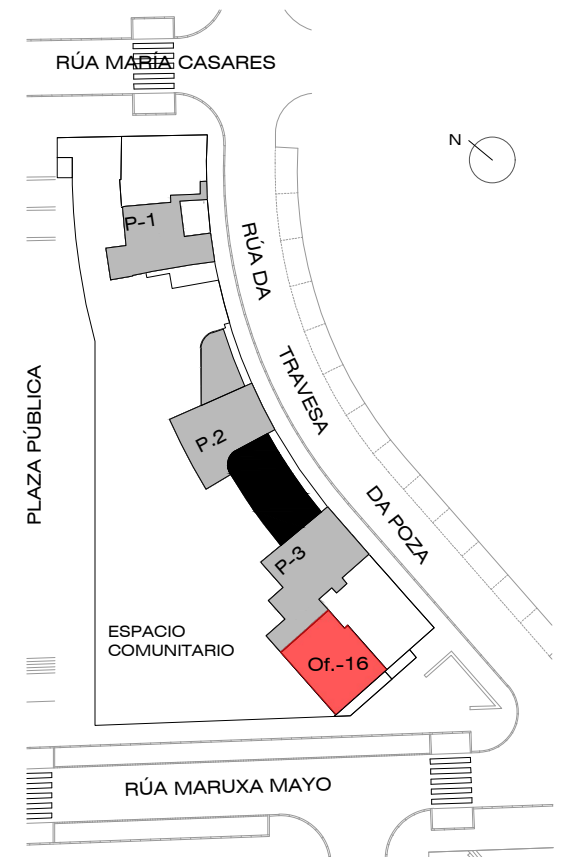 RÚA MARÍA CASARES
N
P-1
RÚA DA
TRAVESA
DA POZA
PLAZA PÚBLICA
P.2
P-3
ESPACIO
COMUNITARIO
Of.-16
RÚA MARUXA MAYO